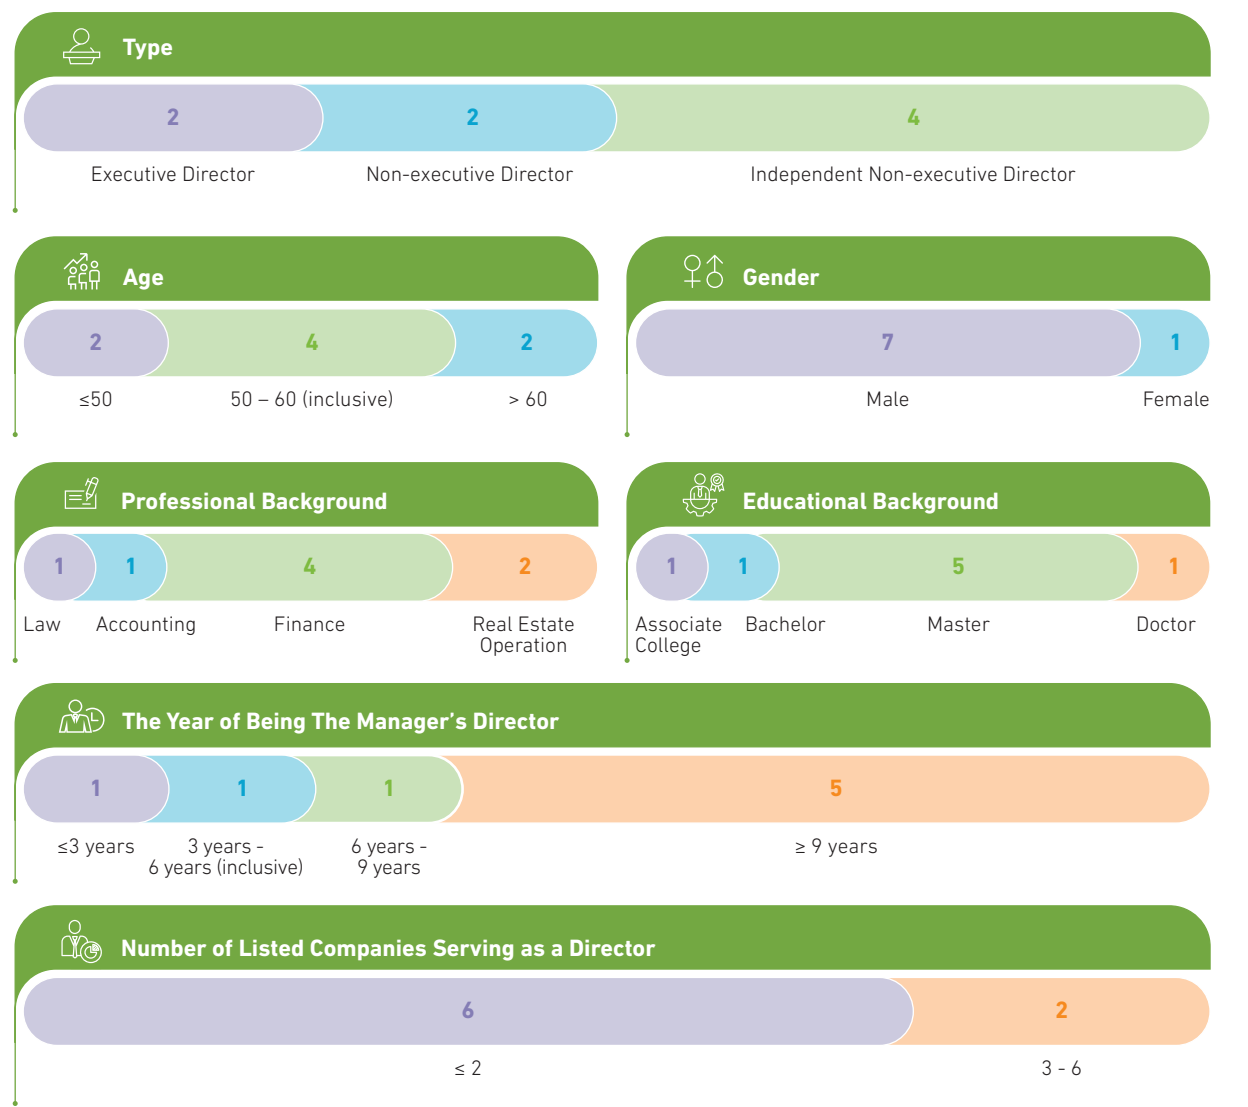 Type
2 2 4
Executive Director Non-executive Director Independent Non-executive Director
Age
2 4 2
≤50 50 – 60 (inclusive) > 60
Gender
7 1
Male Female
Professional Background
1 1 4 2
Law Accounting Finance Real Estate
Operation
Educational Background
1 1 5 1
Associate Bachelor Master Doctor
College
The Year of Being The Manager's Director
1 1 1 5
≤3 years 3 years - 6 years - ≥ 9 years
6 years (inclusive) 9 years
Number of Listed Companies Serving as a Director
6 2
≤ 2 3 - 6